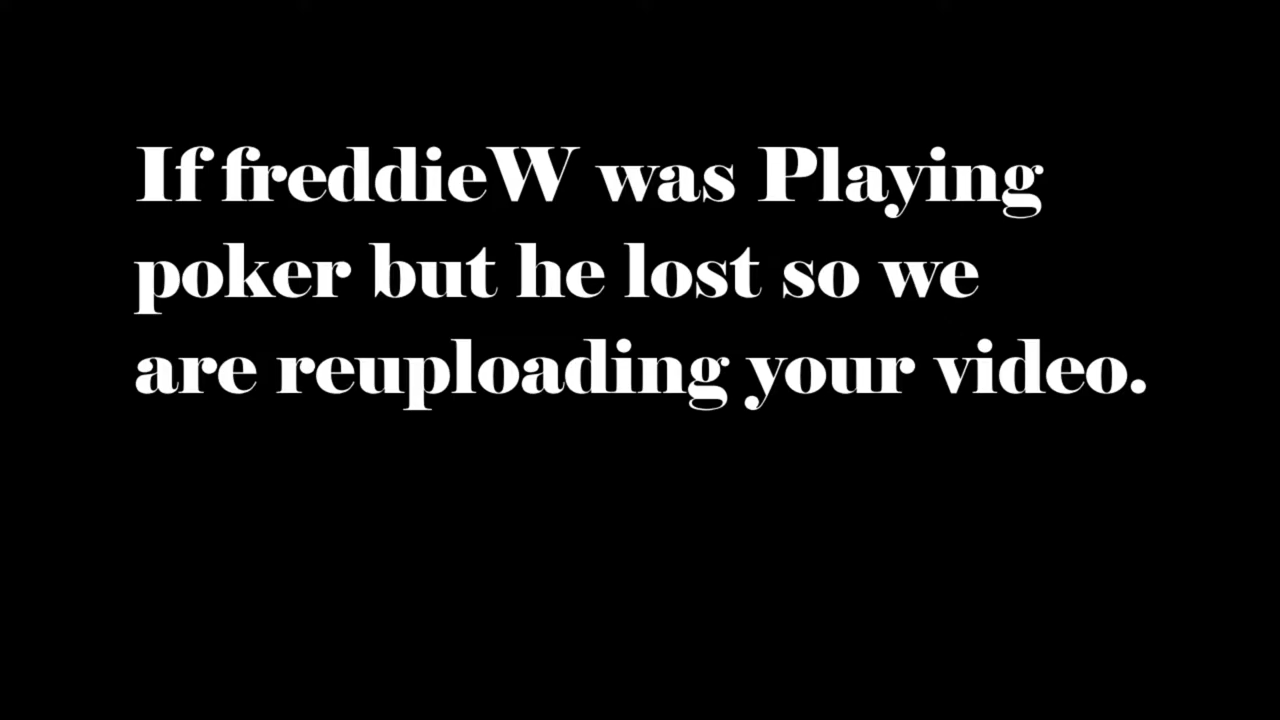 If freddieW was Playing
poker but he lost so we
are reuploading your video.